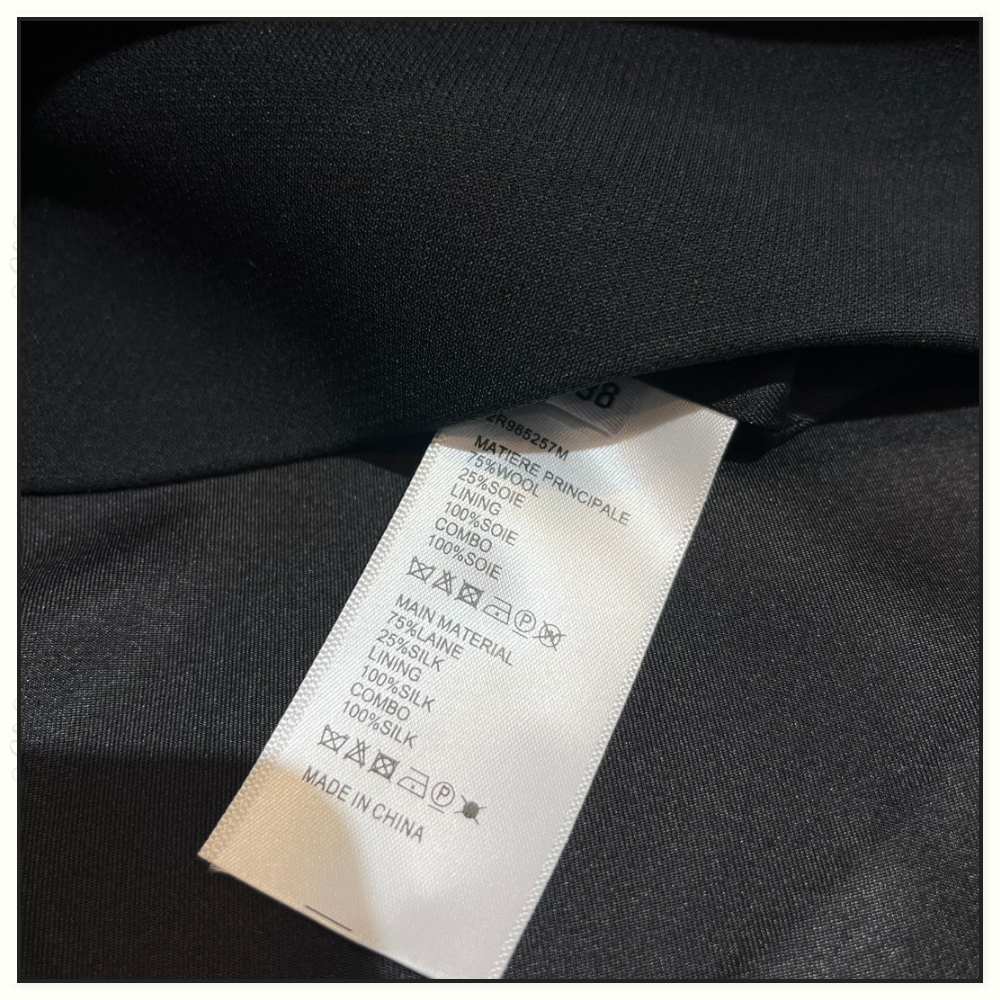 38
ZR965257M
MATIERE PRINCIPALE
75%WOOL
25%SOIE
LINING
100%SOIE
COMBO
100%SOIE
P
MAIN MATERIAL
75%LAINE
25%SILK
LINING
100%SILK
COMBO
100%SILK
P
MADE IN CHINA